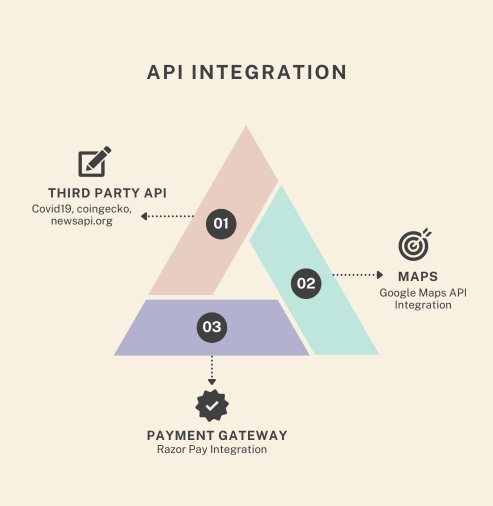 API INTEGRATION
THIRD PARTY API
Covid19, coingecko,
newsapi.org
01
02
MAPS
Google Maps API
Integration
03
PAYMENT GATEWAY
Razor Pay Integration